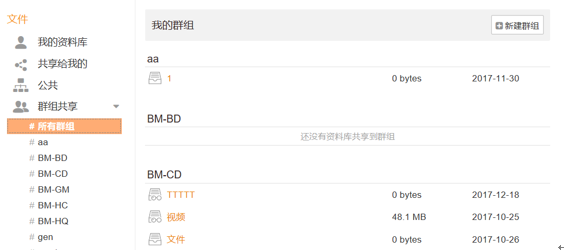 文件
我的资料库
共享给我的
公共
群组共享
# 所有群组
# aa
# BM-BD
# BM-CD
# BM-GM
# BM-HC
# BM-HQ
# gen
我的群组
新建群组
aa
1 0 bytes 2017-11-30
BM-BD
还没有资料库共享到群组
BM-CD
TTTTT 0 bytes 2017-12-18
视频 48.1 MB 2017-10-25
文件 0 bytes 2017-10-26